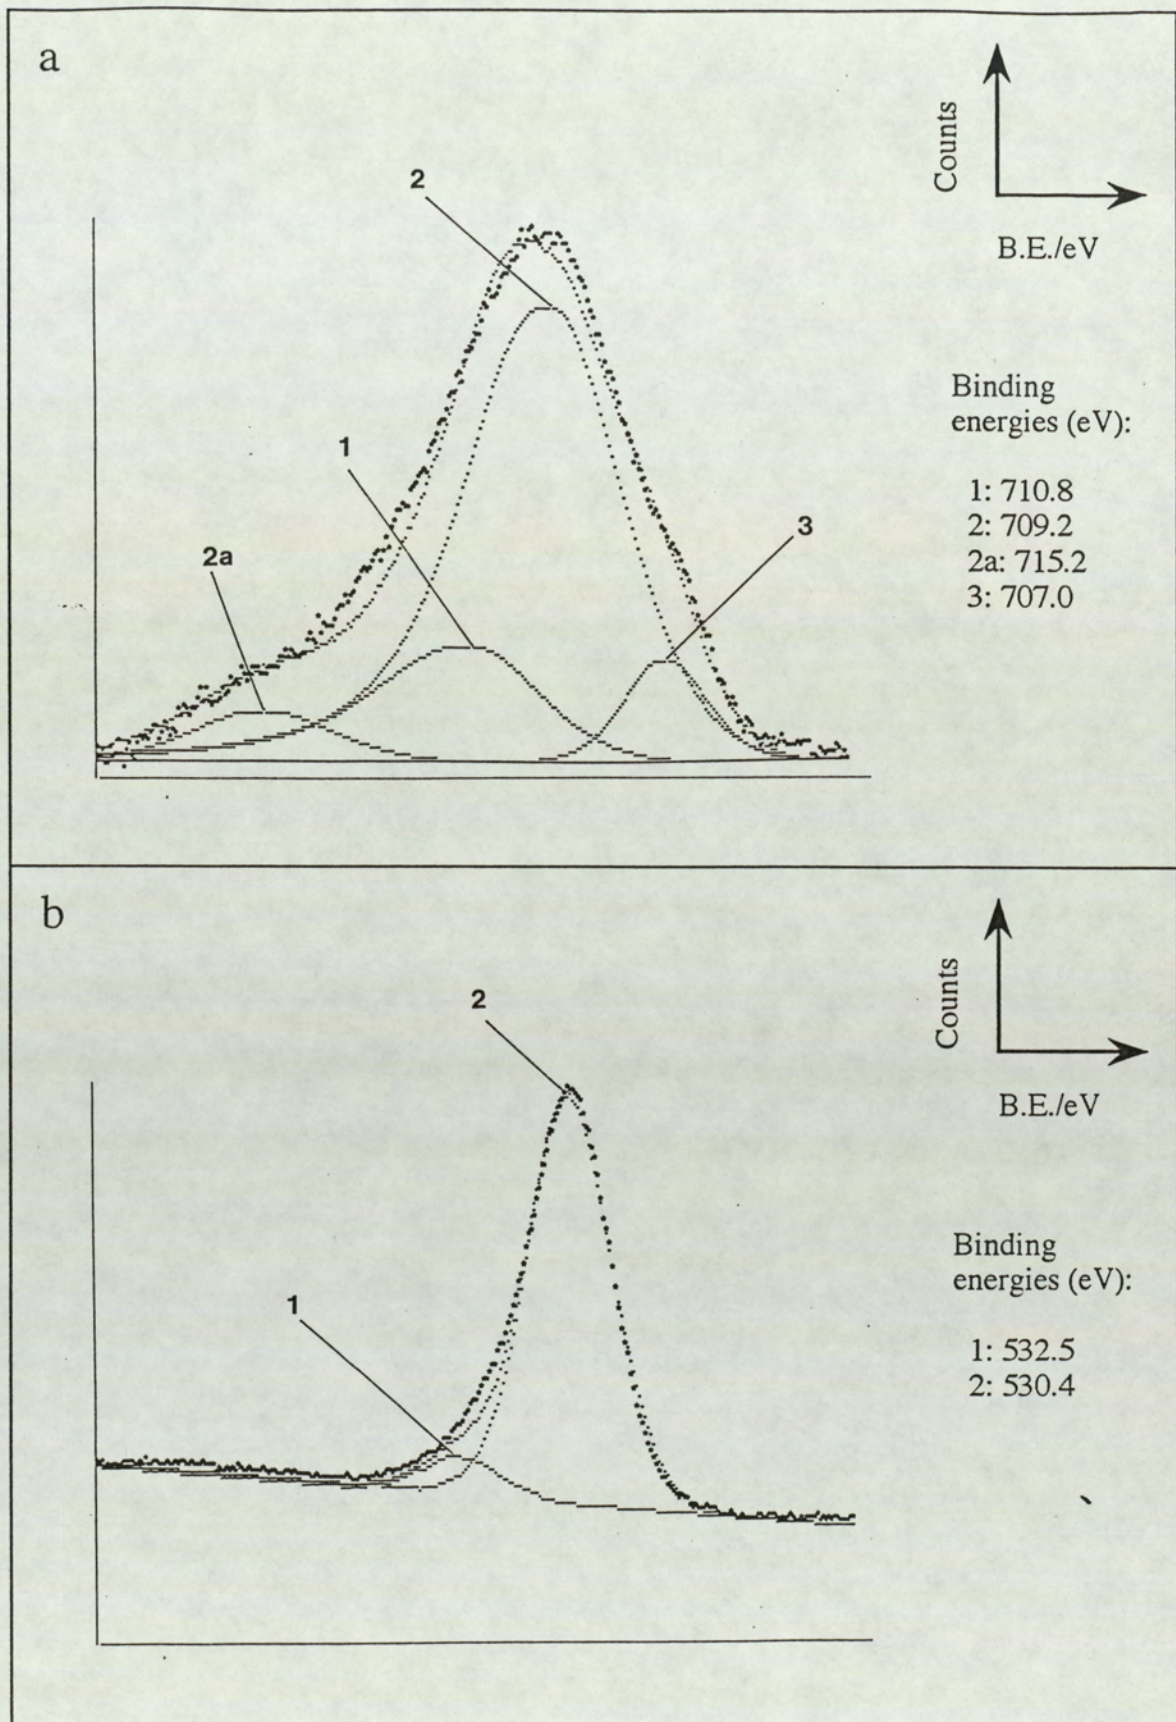 a
Counts
B.E./eV
2
1
2a
3
Binding
energies (eV):
1: 710.8
2: 709.2
2a: 715.2
3: 707.0
b
Counts
B.E./eV
2
1
Binding
energies (eV):
1: 532.5
2: 530.4